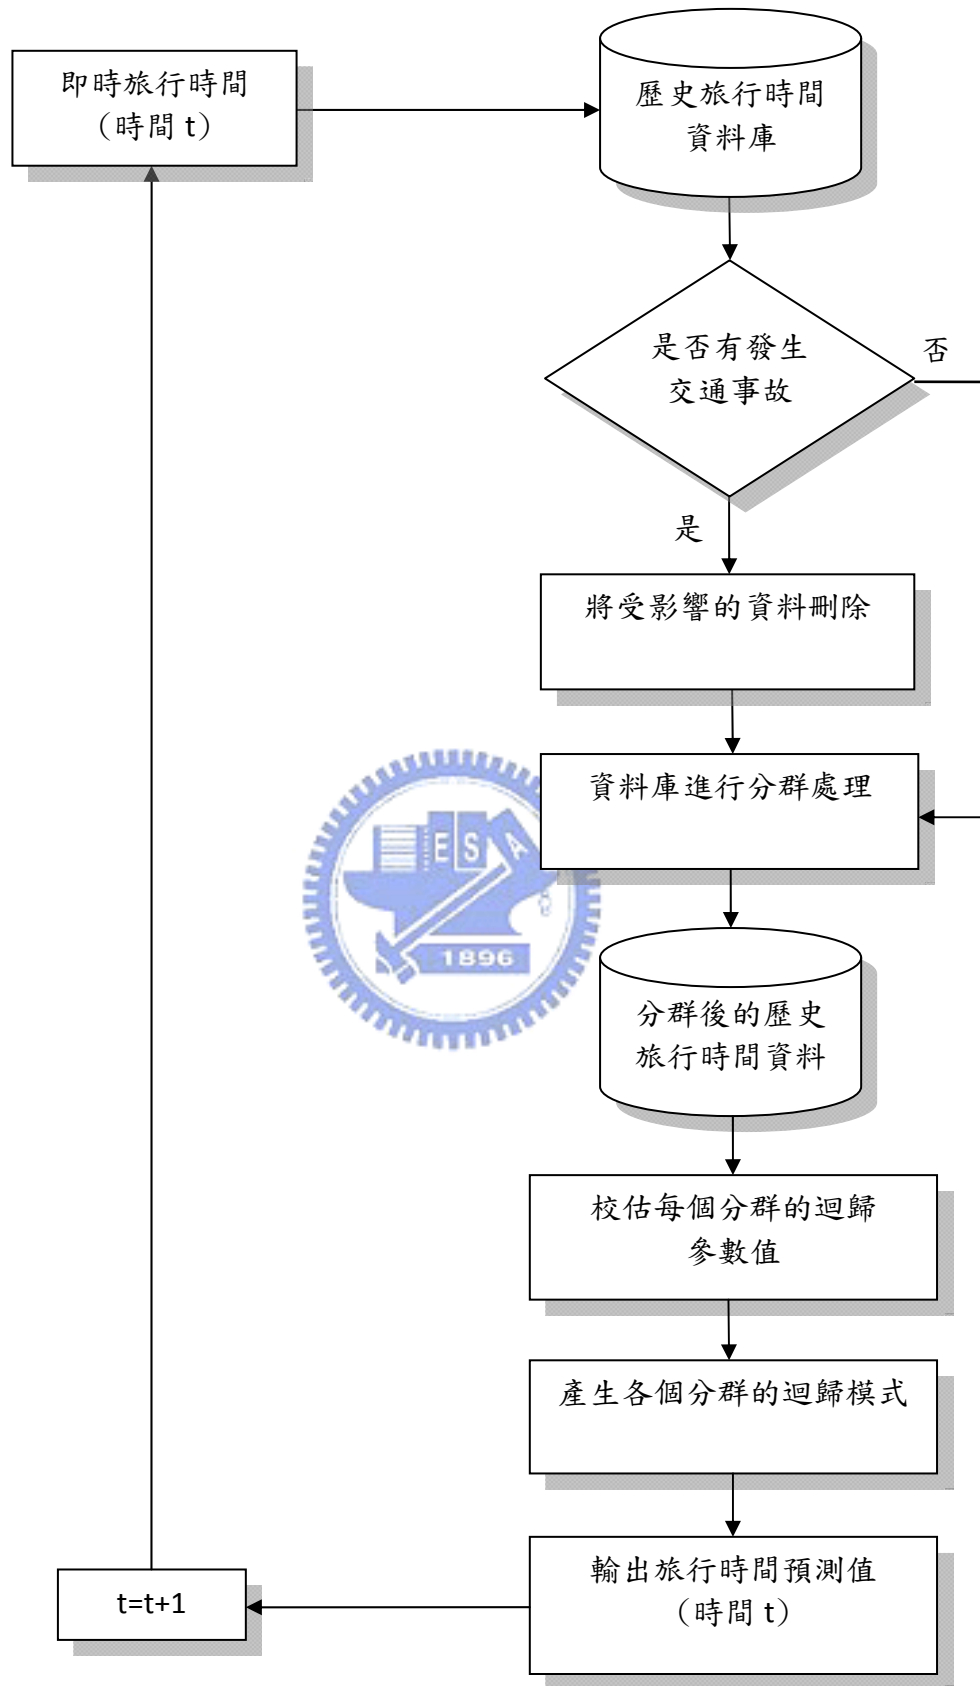 即時旅行時間
（時間 t）
歷史旅行時間
資料庫
是否有發生
交通事故
否
是
將受影響的資料刪除
資料庫進行分群處理
E S A
1896
分群後的歷史
旅行時間資料
校估每個分群的迴歸
參數值
產生各個分群的迴歸模式
輸出旅行時間預測值
（時間 t）
t=t+1